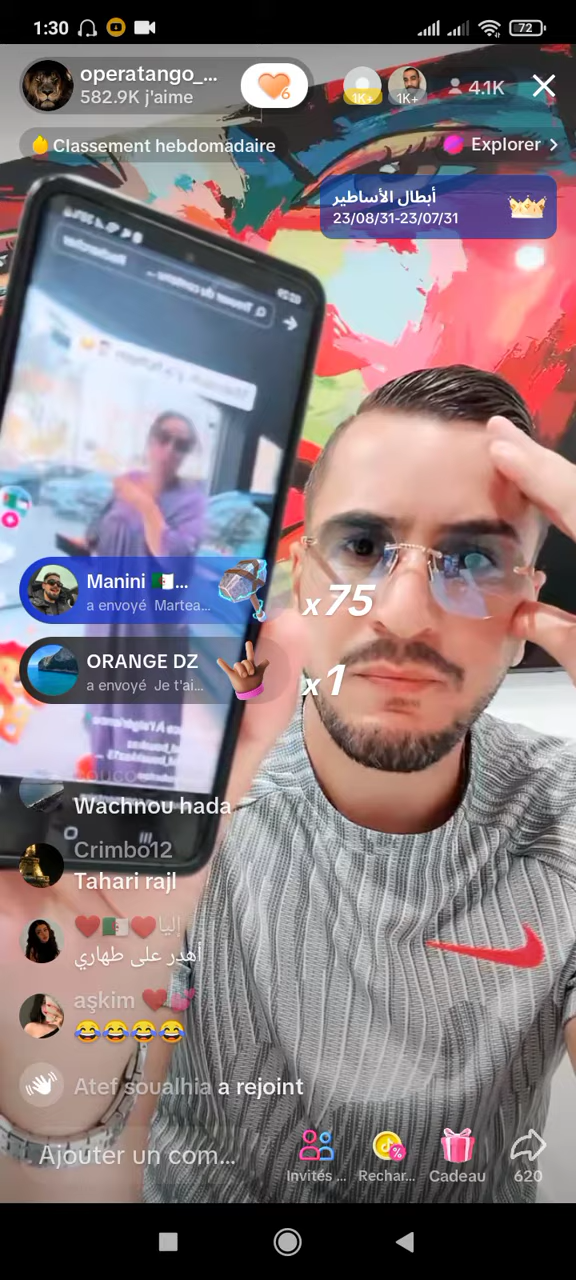 1:30
72
operatango_...
582.9K j'aime
6
1K+
1K+
4.1K
Classement hebdomadaire
Explorer
أبطال الأساطير
23/08/31-23/07/31
Manini
a envoyé Martea...
x75
ORANGE DZ
a envoyé Je t'ai...
x1
Wachnou hada
Crimbo12
Tahari rajl
إليا
أهدر على طهاري
aşkim
Atef soualhia a rejoint
Ajouter un com...
Invités ...
Rechar...
Cadeau
620